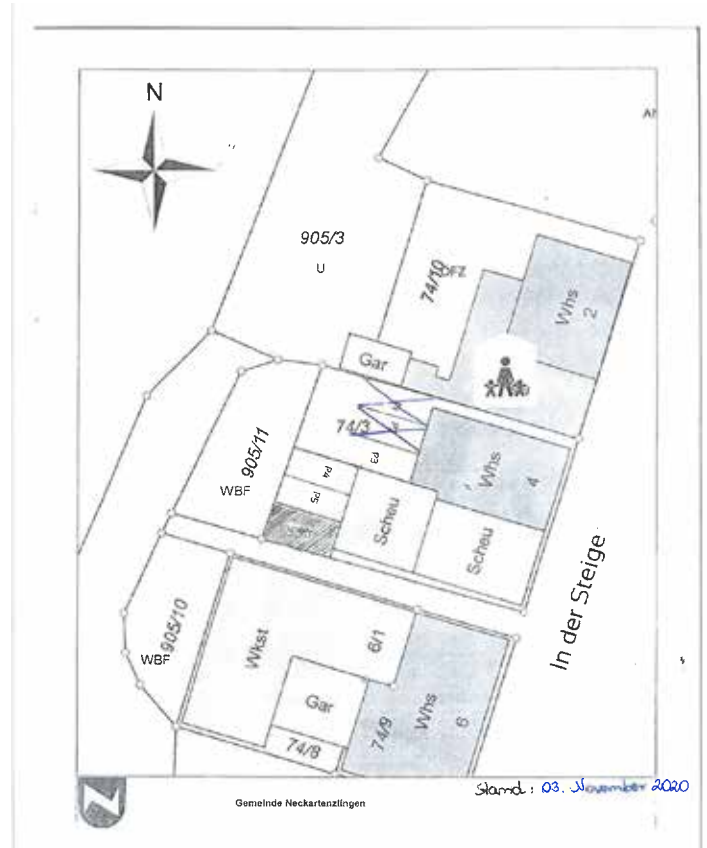 N
905/3
U
74/10
Whs
2
Gar
74/3
P3
P4
P5
905/11
WBF
Whs
4
Scheu
Scheu
In der Steige
905/10
WBF
Wkst
6/1
Gar
74/8
74/9
Whs
6
Stand: 03. November 2020
Gemeinde Neckartenzlingen